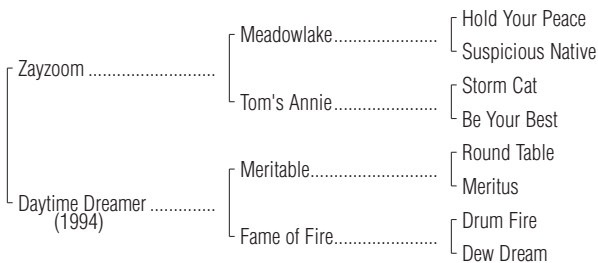 Hold Your Peace
Meadowlake......................
Suspicious Native
Zayzoom ...........................
Storm Cat
Tom's Annie......................
Be Your Best
Round Table
Meritable...........................
Meritus
Daytime Dreamer ..............
(1994)
Drum Fire
Fame of Fire......................
Dew Dream